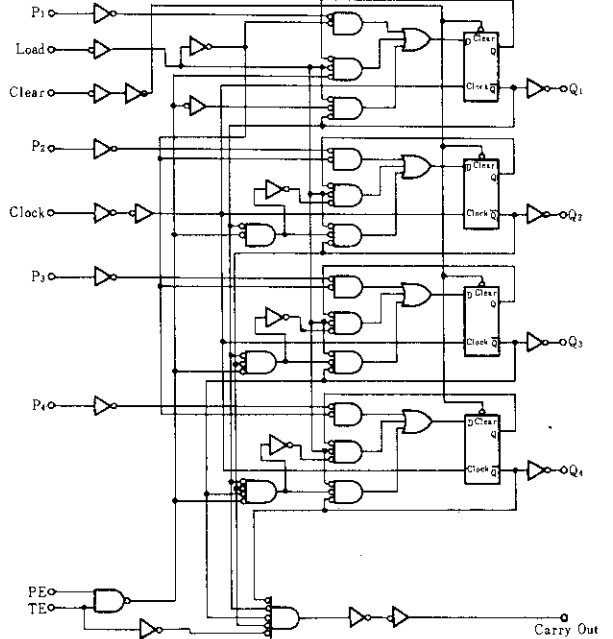 P1
Load
Clear
P2
Clock
P3
P4
PE
TE
D Clear
Q
Clock Q̅
Q1
D Clear
Q
Clock Q̅
Q2
D Clear
Q
Clock Q̅
Q3
D Clear
Q
Clock Q̅
Q4
Carry Out